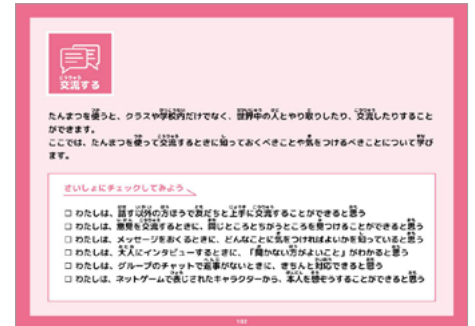 交流する
たんまつを使うと、クラスや学校内だけでなく、世界中の人とやり取りしたり、交流したりすること
ができます。
ここでは、たんまつを使って交流するときに知っておくべきことや気をつけるべきことについて学び
ます。
さいしょにチェックしてみよう
□ わたしは、話す以外の方ほうで友だちと上手に交流することができると思う
□ わたしは、意見を交流するときに、同じところとちがうところを見つけることができると思う
□ わたしは、メッセージをおくるときに、どんなことに気をつければよいかを知っていると思う
□ わたしは、大人にインタビューするときに、「聞かない方がよいこと」がわかると思う
□ わたしは、グループのチャットで返事がないときに、きちんと対応できると思う
□ わたしは、ネットゲームで表じされたキャラクターから、本人を想ぞうすることができると思う